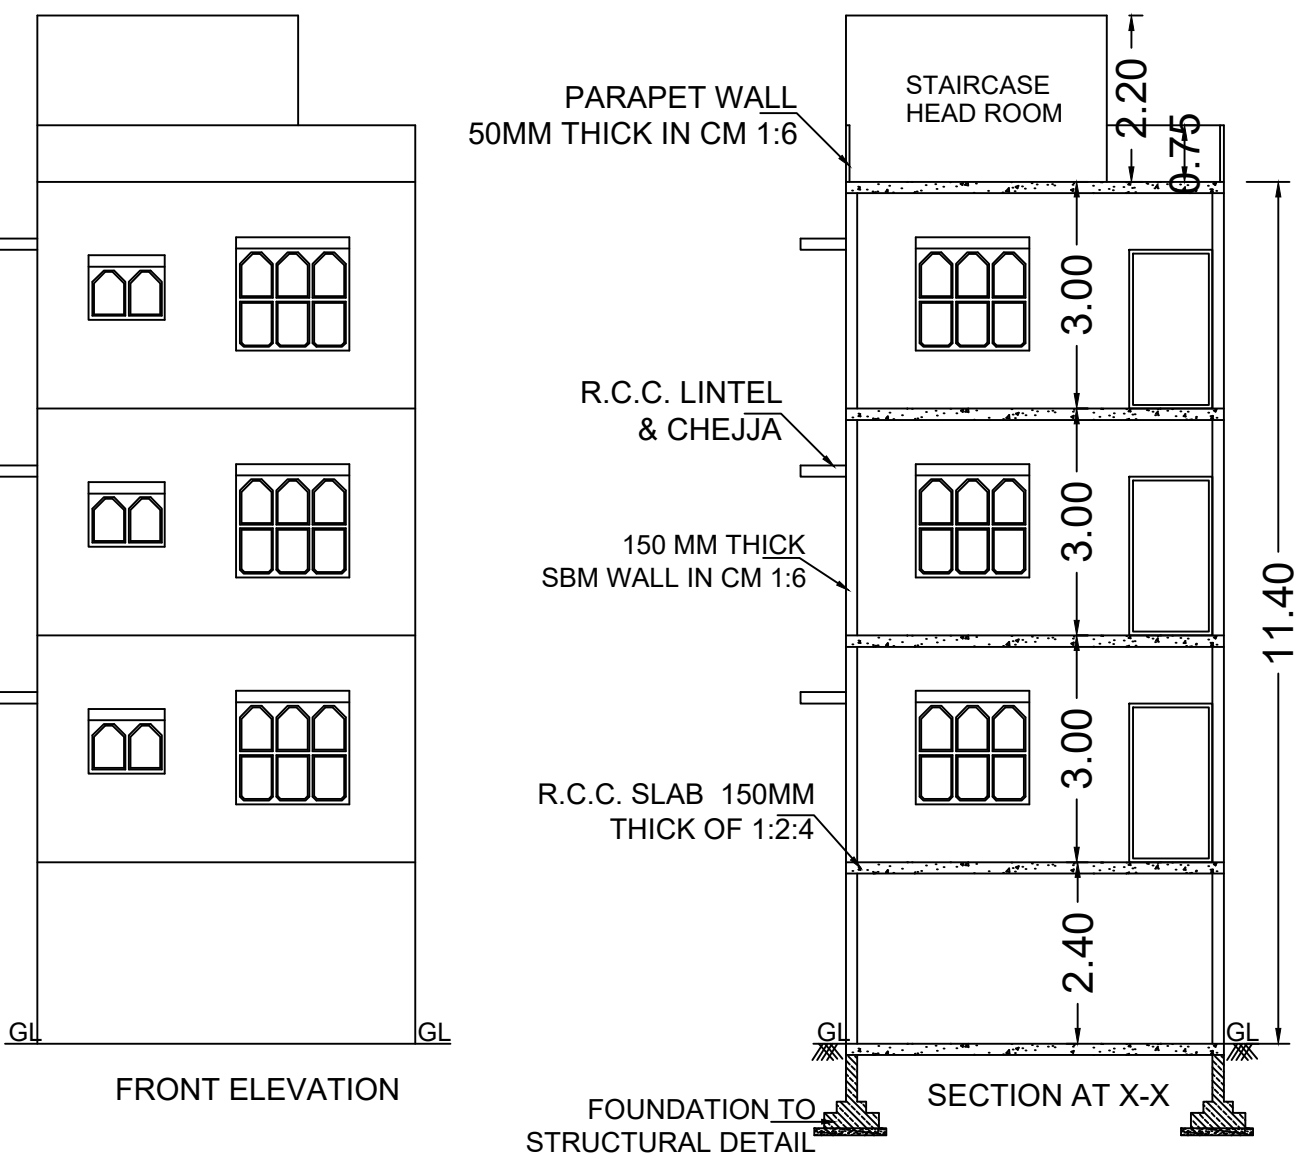 STAIRCASE
HEAD ROOM
2.20
0.75
PARAPET WALL
50MM THICK IN CM 1:6
3.00
R.C.C. LINTEL
& CHEJJA
3.00
150 MM THICK
SBM WALL IN CM 1:6
11.40
3.00
R.C.C. SLAB 150MM
THICK OF 1:2:4
2.40
GL
GL
GL
GL
FRONT ELEVATION
SECTION AT X-X
FOUNDATION TO
STRUCTURAL DETAIL